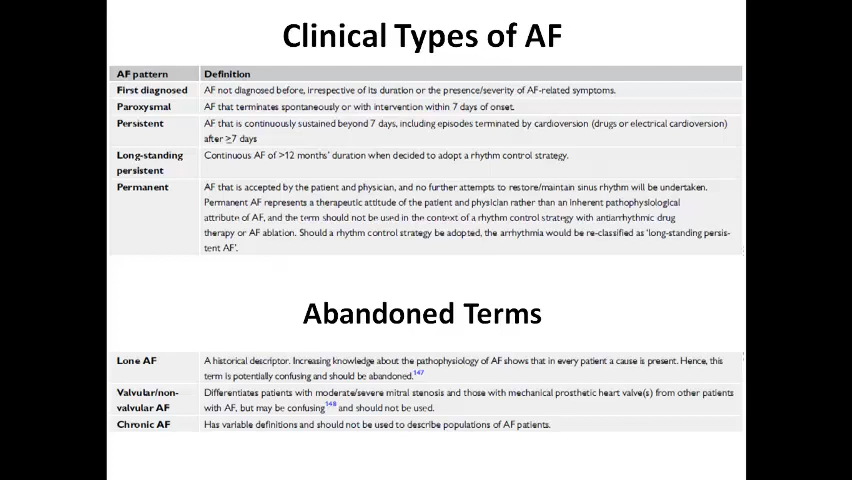 Clinical Types of AF
AF pattern Definition
First diagnosed AF not diagnosed before, irrespective of its duration or the presence/severity of AF-related symptoms.
Paroxysmal AF that terminates spontaneously or with intervention within 7 days of onset.
Persistent AF that is continuously sustained beyond 7 days, including episodes terminated by cardioversion (drugs or electrical cardioversion)
after ≥7 days
Long-standing Continuous AF of >12 months' duration when decided to adopt a rhythm control strategy.
persistent
Permanent AF that is accepted by the patient and physician, and no further attempts to restore/maintain sinus rhythm will be undertaken.
Permanent AF represents a therapeutic attitude of the patient and physician rather than an inherent pathophysiological
attribute of AF, and the term should not be used in the context of a rhythm control strategy with antiarrhythmic drug
therapy or AF ablation. Should a rhythm control strategy be adopted, the arrhythmia would be re-classified as 'long-standing persis-
tent AF'.
Abandoned Terms
Lone AF A historical descriptor. Increasing knowledge about the pathophysiology of AF shows that in every patient a cause is present. Hence, this
term is potentially confusing and should be abandoned.147
Valvular/non- Differentiates patients with moderate/severe mitral stenosis and those with mechanical prosthetic heart valve(s) from other patients
valvular AF with AF, but may be confusing148 and should not be used.
Chronic AF Has variable definitions and should not be used to describe populations of AF patients.